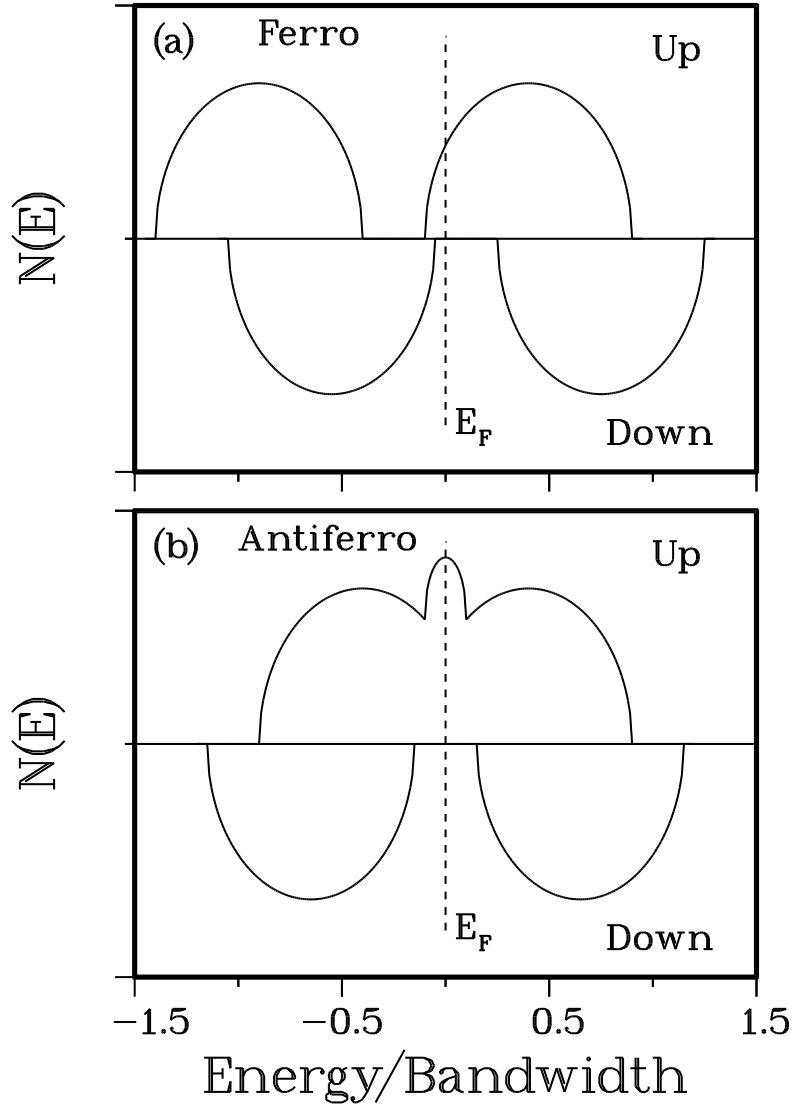 (a) Ferro Up
N(E)
E_F
Down
(b) Antiferro Up
N(E)
E_F
Down
−1.5 −0.5 0.5 1.5
Energy/Bandwidth